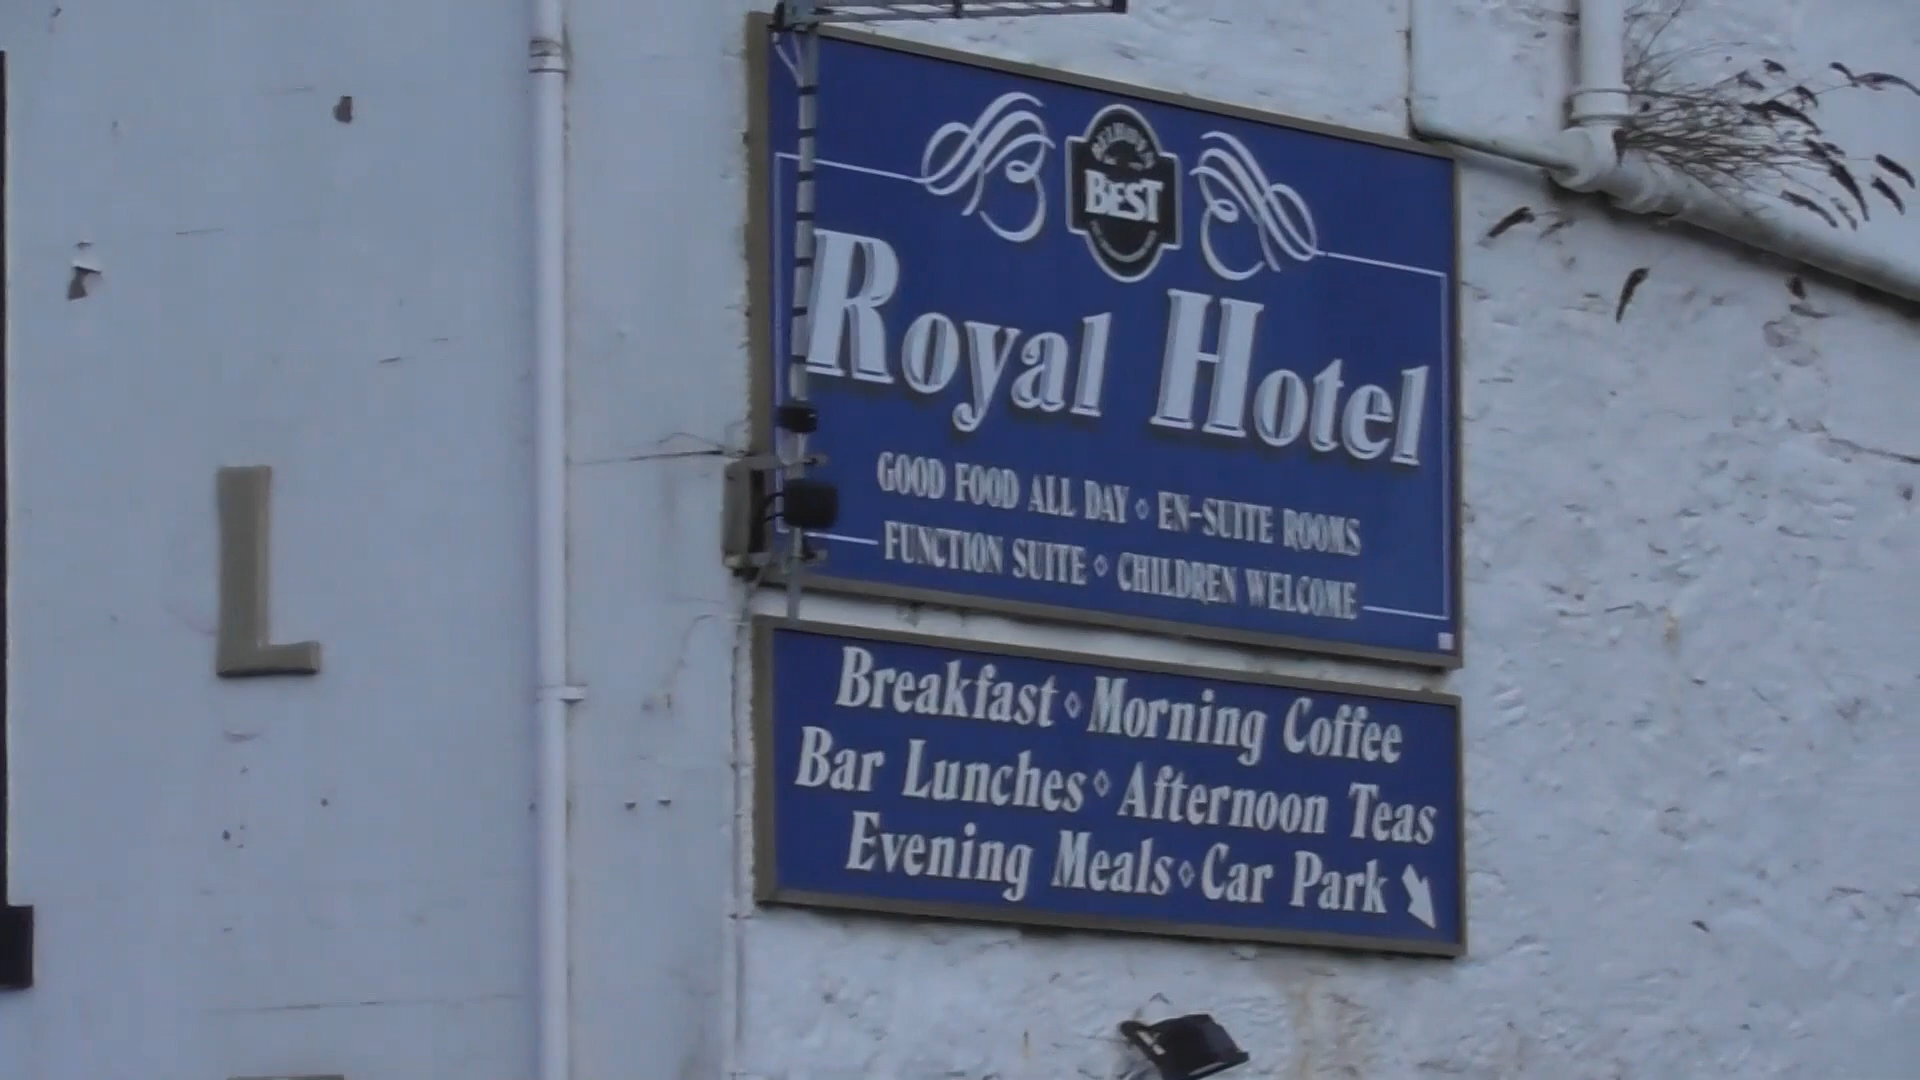 BEST
Royal Hotel
GOOD FOOD ALL DAY ◇ EN-SUITE ROOMS
FUNCTION SUITE ◇ CHILDREN WELCOME
Breakfast ◇ Morning Coffee
Bar Lunches ◇ Afternoon Teas
Evening Meals ◇ Car Park
L